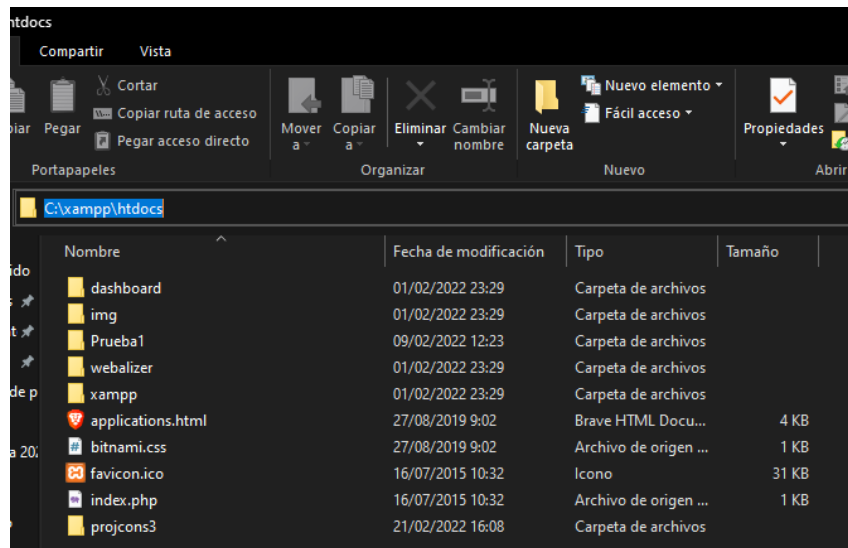 htdocs
Compartir Vista
Cortar
Copiar ruta de acceso
Pegar acceso directo
Pegar
Mover a
Copiar a
Eliminar
Cambiar nombre
Nueva carpeta
Nuevo elemento
Fácil acceso
Propiedades
Portapapeles Organizar Nuevo Abrir
C:\xampp\htdocs
Nombre Fecha de modificación Tipo Tamaño
dashboard 01/02/2022 23:29 Carpeta de archivos
img 01/02/2022 23:29 Carpeta de archivos
Prueba1 09/02/2022 12:23 Carpeta de archivos
webalizer 01/02/2022 23:29 Carpeta de archivos
xampp 01/02/2022 23:29 Carpeta de archivos
applications.html 27/08/2019 9:02 Brave HTML Docu... 4 KB
bitnami.css 27/08/2019 9:02 Archivo de origen ... 1 KB
favicon.ico 16/07/2015 10:32 Icono 31 KB
index.php 16/07/2015 10:32 Archivo de origen ... 1 KB
projcons3 21/02/2022 16:08 Carpeta de archivos